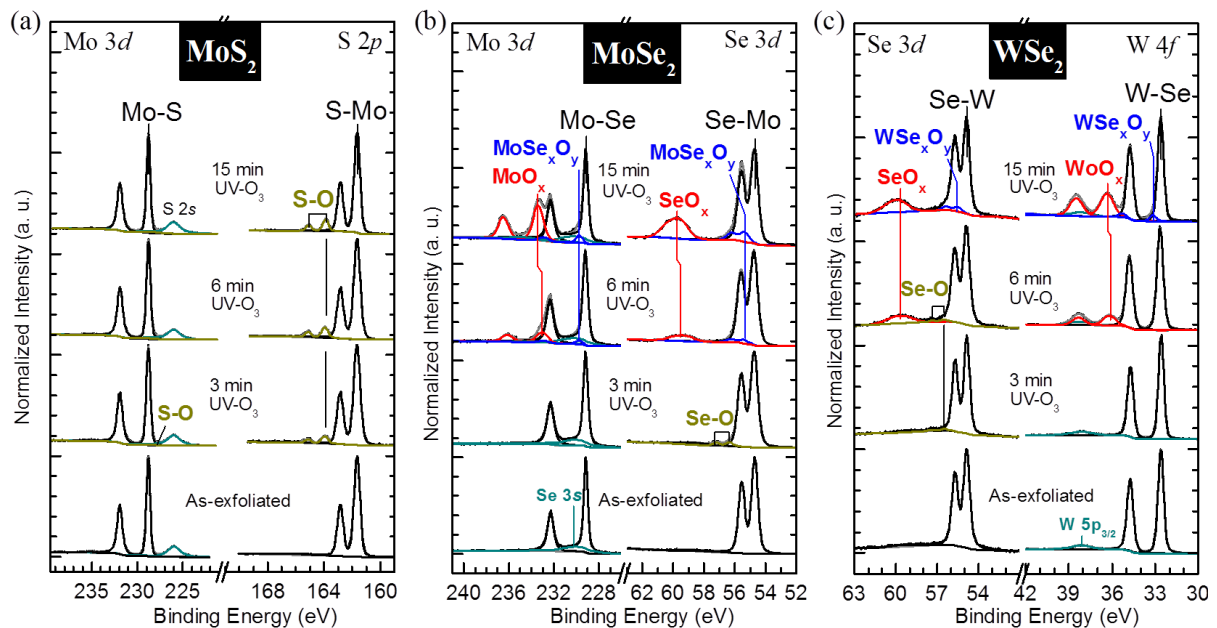 (a)
Mo 3d
MoS2
S 2p
Mo-S
S-Mo
15 min
UV-O3
S-O
S 2s
6 min
UV-O3
3 min
UV-O3
S-O
As-exfoliated
Normalized Intensity (a. u.)
235 230 225 168 164 160
Binding Energy (eV)
(b)
Mo 3d
MoSe2
Se 3d
Mo-Se
Se-Mo
MoSexOy
MoOx
15 min
UV-O3
MoSexOy
SeOx
6 min
UV-O3
3 min
UV-O3
Se-O
Se 3s
As-exfoliated
Normalized Intensity (a. u.)
240 236 232 228 62 60 58 56 54 52
Binding Energy (eV)
(c)
Se 3d
WSe2
W 4f
Se-W
W-Se
WSexOy
SeOx
15 min
UV-O3
WSexOy
WoOx
Se-O
6 min
UV-O3
3 min
UV-O3
As-exfoliated
W 5p3/2
Normalized Intensity (a. u.)
63 60 57 54 42 39 36 33 30
Binding Energy (eV)